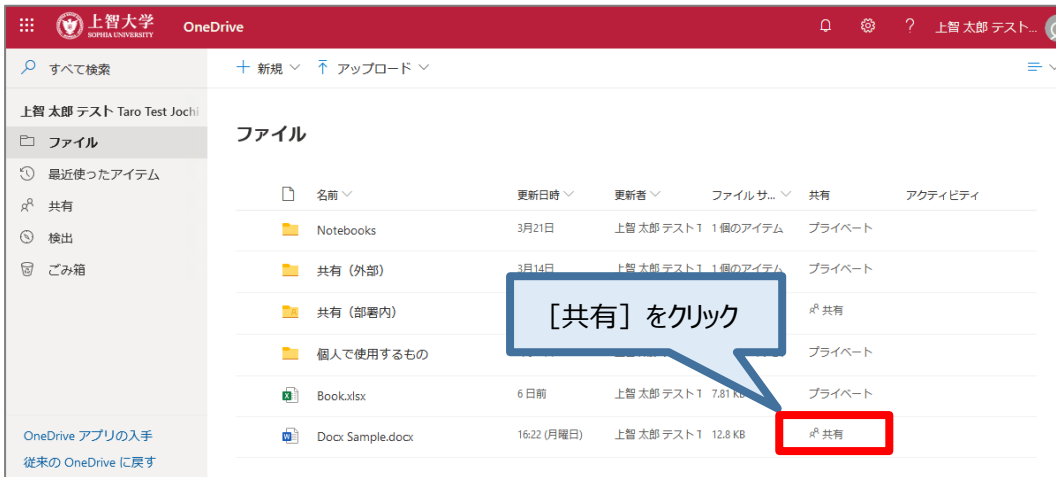 上智大学
SOPHIA UNIVERSITY
OneDrive
? 上智 太郎 テスト...
すべて検索
+ 新規 アップロード
上智 太郎 テスト Taro Test Jochi
ファイル
最近使ったアイテム
共有
検出
ごみ箱
OneDrive アプリの入手
従来の OneDrive に戻す
ファイル
名前 更新日時 更新者 ファイル サ... 共有 アクティビティ
Notebooks 3月21日 上智 太郎 テスト T 1 個のアイテム プライベート
共有（外部） 3月14日 上智 太郎 テスト T 1 個のアイテム プライベート
共有（部署内） 共有
個人で使用するもの プライベート
Book.xlsx 6 日前 上智 太郎 テスト T 7.81 KB プライベート
Docx Sample.docx 16:22 (月曜日) 上智 太郎 テスト T 12.8 KB 共有
［共有］をクリック